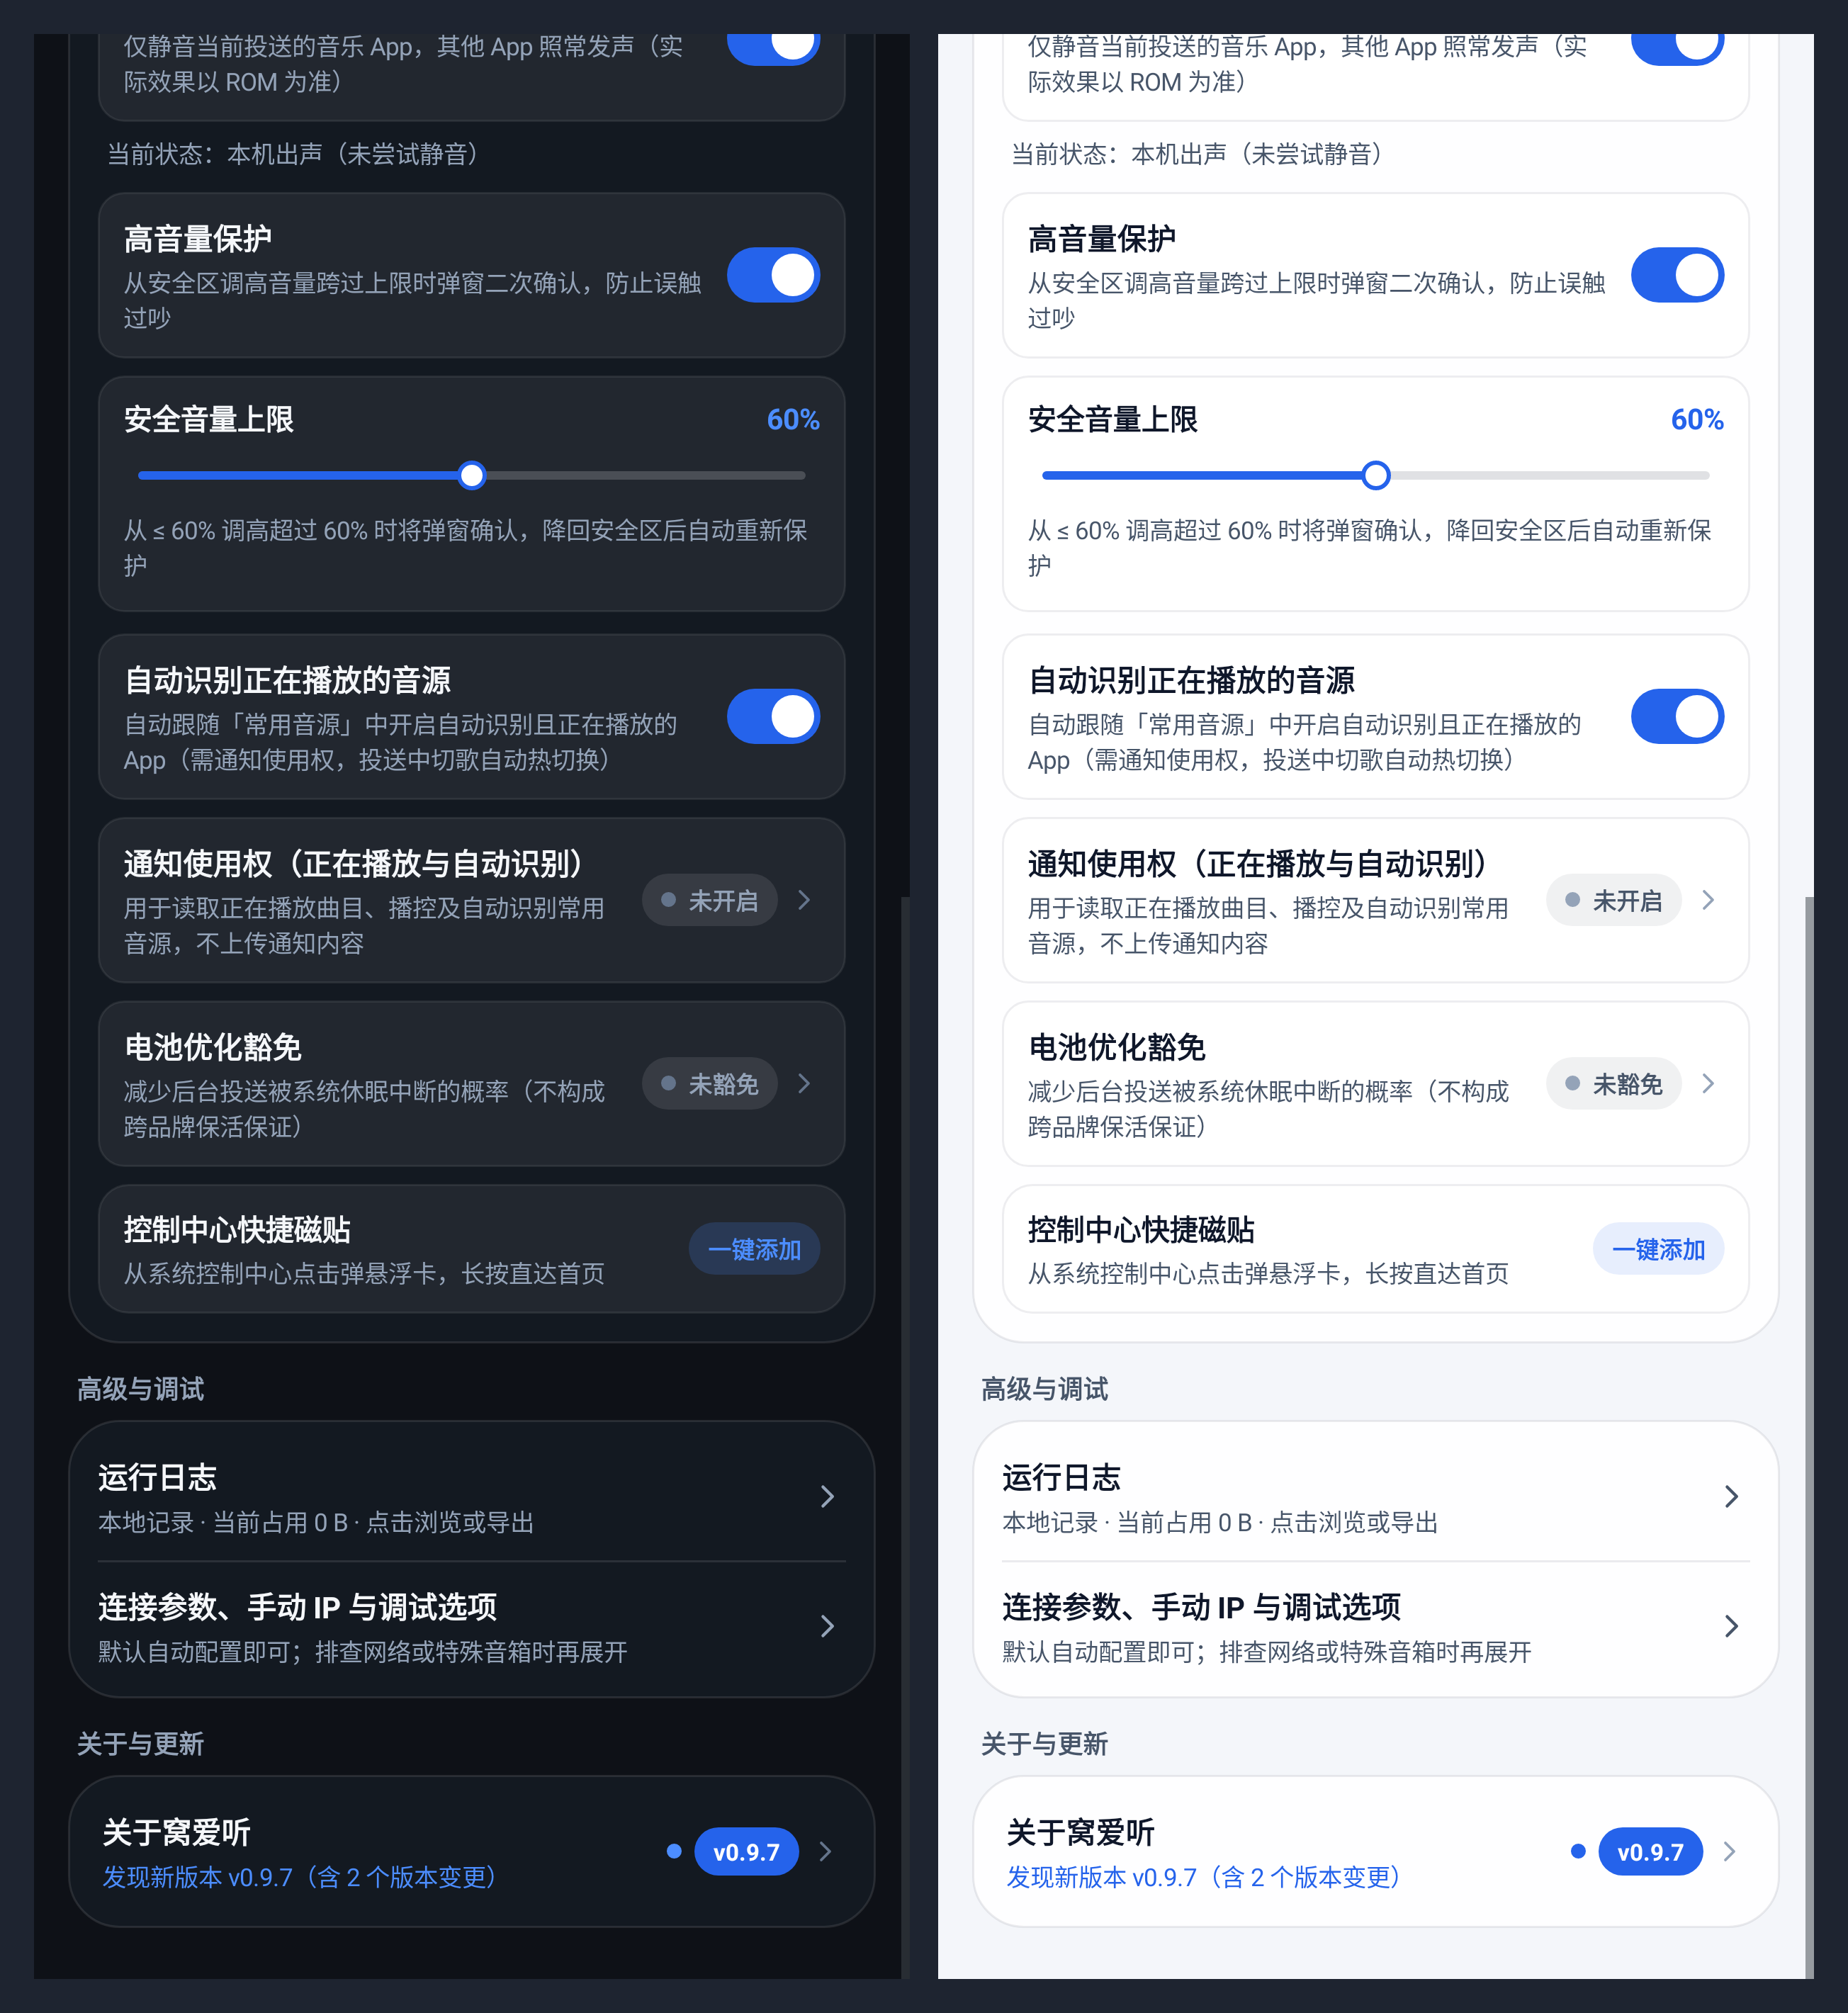 仅静音当前投送的音乐 App，其他 App 照常发声（实
际效果以 ROM 为准）
当前状态：本机出声（未尝试静音）
高音量保护
从安全区调高音量跨过上限时弹窗二次确认，防止误触
过吵
安全音量上限
60%
从 ≤ 60% 调高超过 60% 时将弹窗确认，降回安全区后自动重新保
护
自动识别正在播放的音源
自动跟随「常用音源」中开启自动识别且正在播放的
App（需通知使用权，投送中切歌自动热切换）
通知使用权（正在播放与自动识别）
用于读取正在播放曲目、播控及自动识别常用
音源，不上传通知内容
未开启
电池优化豁免
减少后台投送被系统休眠中断的概率（不构成
跨品牌保活保证）
未豁免
控制中心快捷磁贴
从系统控制中心点击弹悬浮卡，长按直达首页
一键添加
高级与调试
运行日志
本地记录 · 当前占用 0 B · 点击浏览或导出
连接参数、手动 IP 与调试选项
默认自动配置即可；排查网络或特殊音箱时再展开
关于与更新
关于窝爱听
发现新版本 v0.9.7（含 2 个版本变更）
v0.9.7
仅静音当前投送的音乐 App，其他 App 照常发声（实
际效果以 ROM 为准）
当前状态：本机出声（未尝试静音）
高音量保护
从安全区调高音量跨过上限时弹窗二次确认，防止误触
过吵
安全音量上限
60%
从 ≤ 60% 调高超过 60% 时将弹窗确认，降回安全区后自动重新保
护
自动识别正在播放的音源
自动跟随「常用音源」中开启自动识别且正在播放的
App（需通知使用权，投送中切歌自动热切换）
通知使用权（正在播放与自动识别）
用于读取正在播放曲目、播控及自动识别常用
音源，不上传通知内容
未开启
电池优化豁免
减少后台投送被系统休眠中断的概率（不构成
跨品牌保活保证）
未豁免
控制中心快捷磁贴
从系统控制中心点击弹悬浮卡，长按直达首页
一键添加
高级与调试
运行日志
本地记录 · 当前占用 0 B · 点击浏览或导出
连接参数、手动 IP 与调试选项
默认自动配置即可；排查网络或特殊音箱时再展开
关于与更新
关于窝爱听
发现新版本 v0.9.7（含 2 个版本变更）
v0.9.7